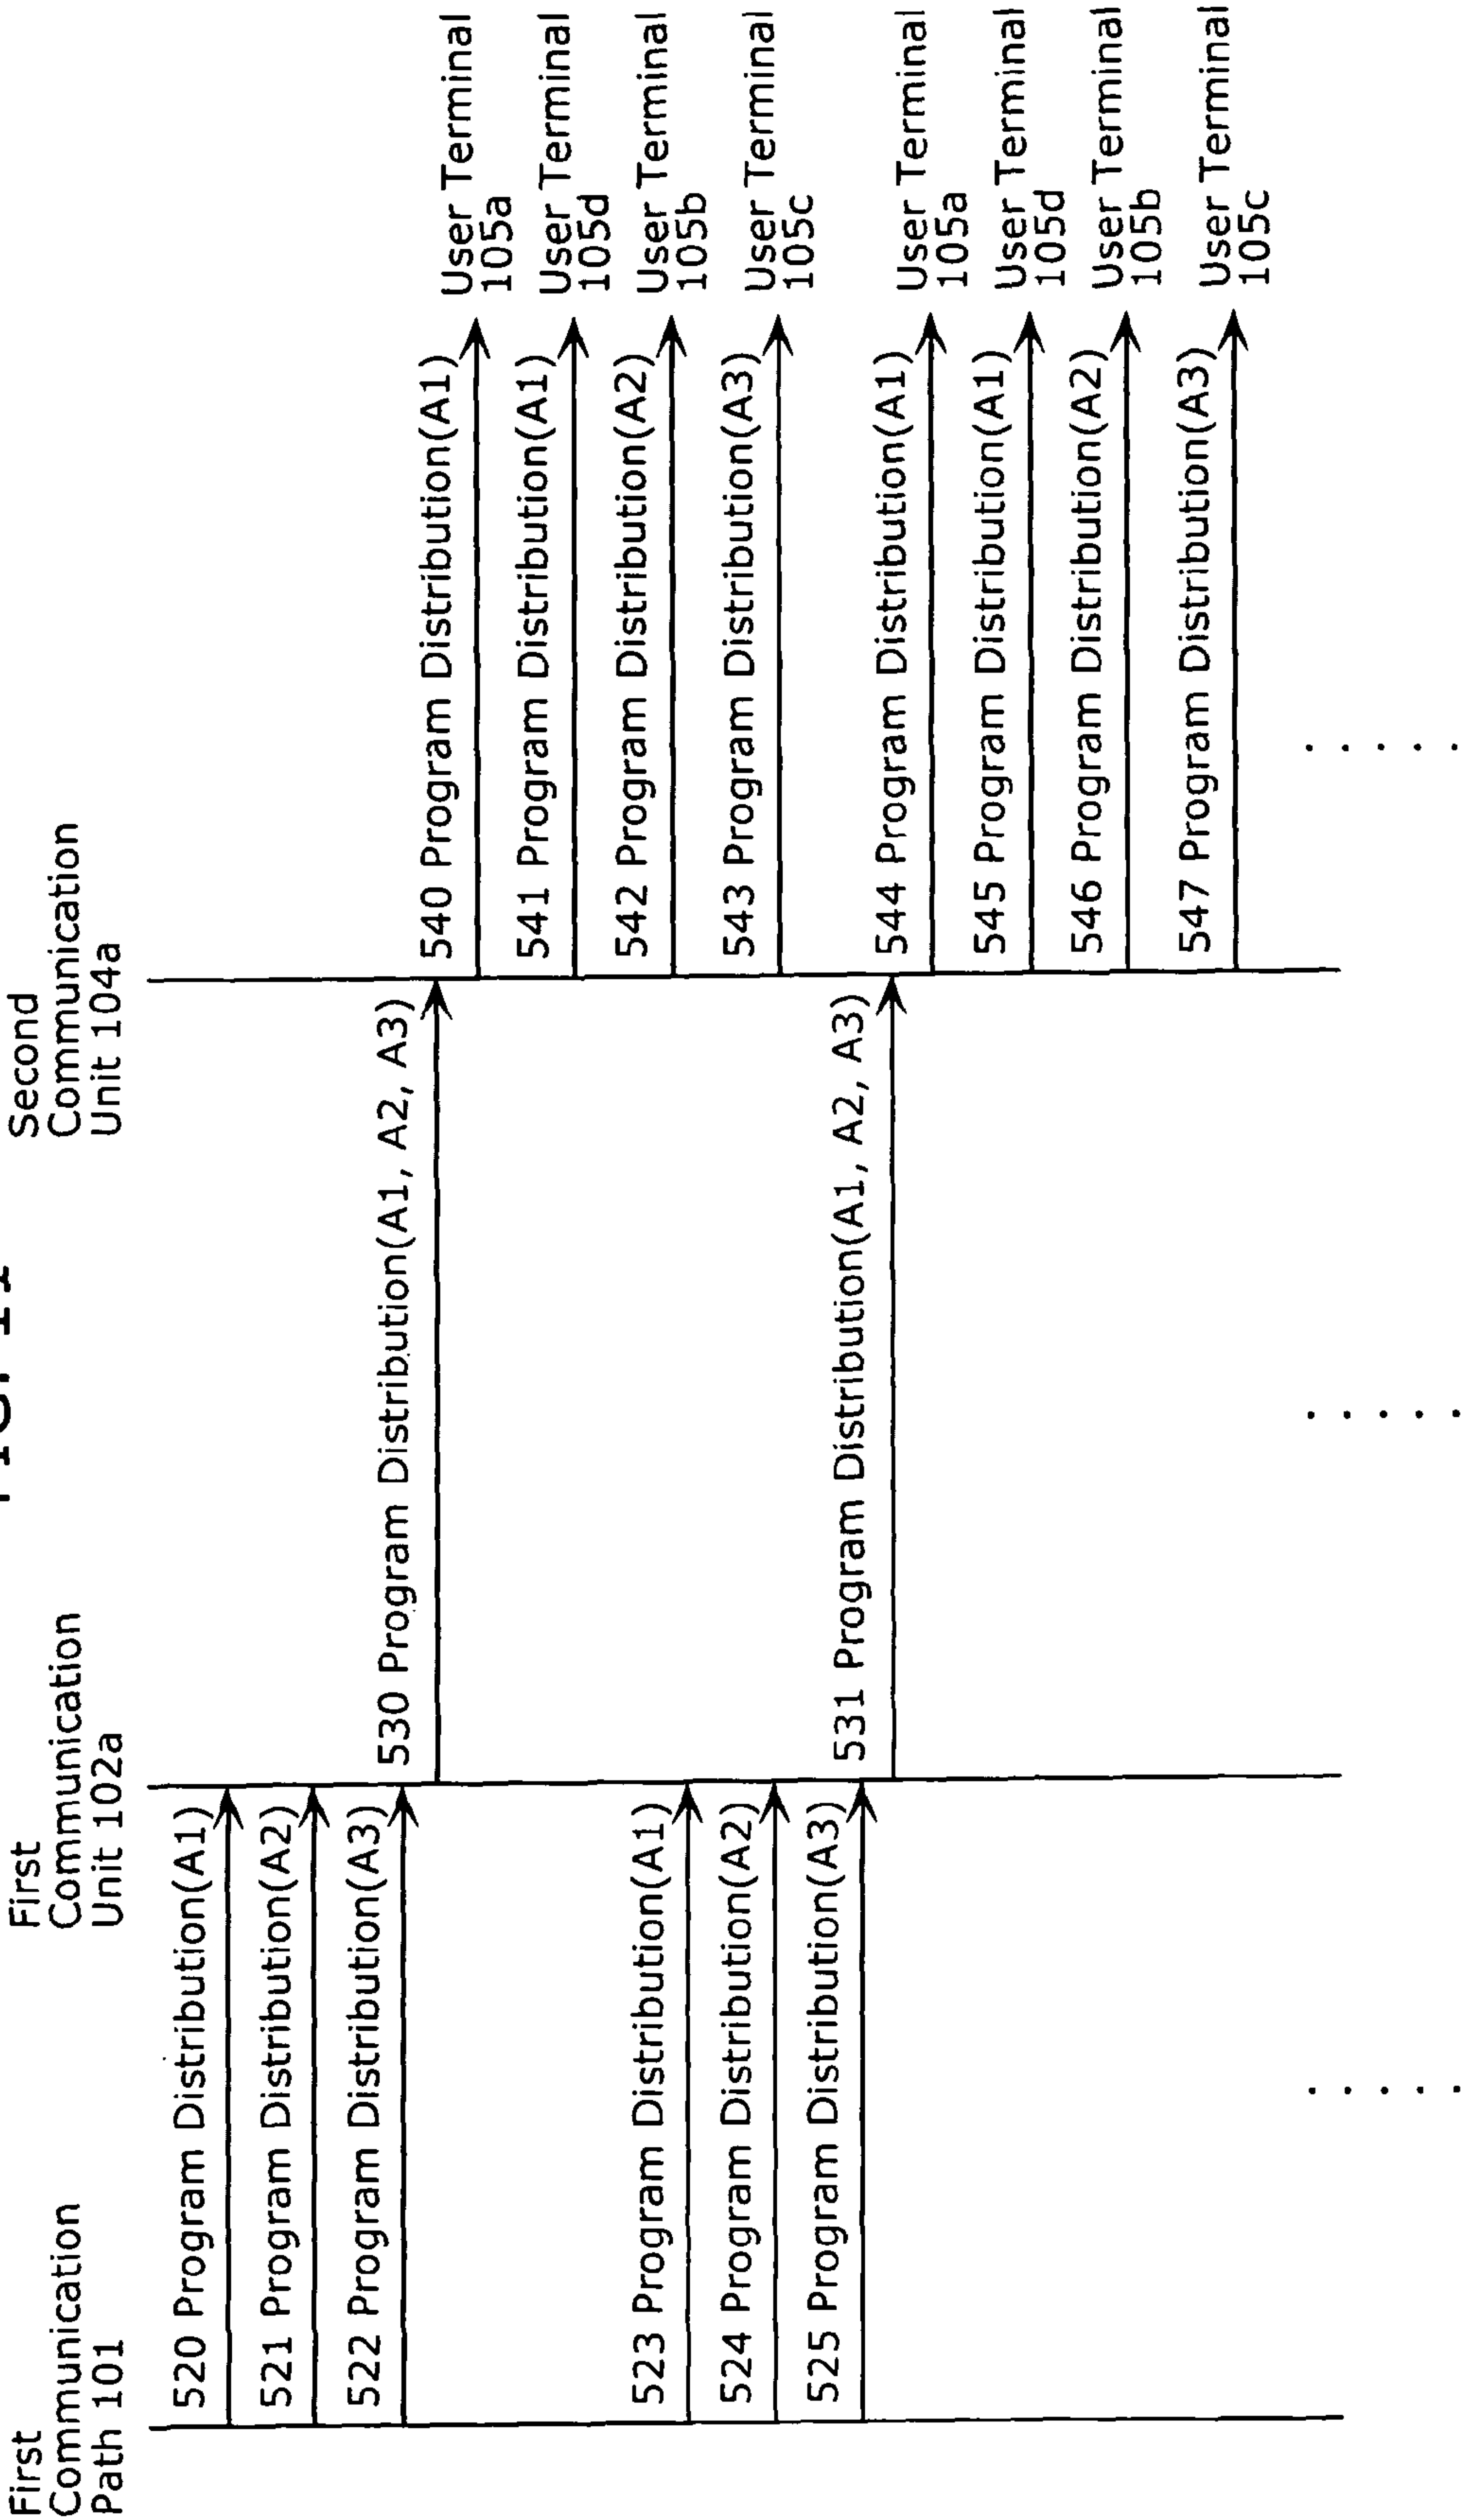 First
Communication
Path 101
First
Communication
Unit 102a
Second
Communication
Unit 104a
520 Program Distribution(A1)
521 Program Distribution(A2)
522 Program Distribution(A3)
530 Program Distribution(A1, A2, A3)
540 Program Distribution(A1)
User Terminal
105a
541 Program Distribution(A1)
User Terminal
105d
542 Program Distribution(A2)
User Terminal
105b
543 Program Distribution(A3)
User Terminal
105c
523 Program Distribution(A1)
524 Program Distribution(A2)
525 Program Distribution(A3)
531 Program Distribution(A1, A2, A3)
544 Program Distribution(A1)
User Terminal
105a
545 Program Distribution(A1)
User Terminal
105d
546 Program Distribution(A2)
User Terminal
105b
547 Program Distribution(A3)
User Terminal
105c